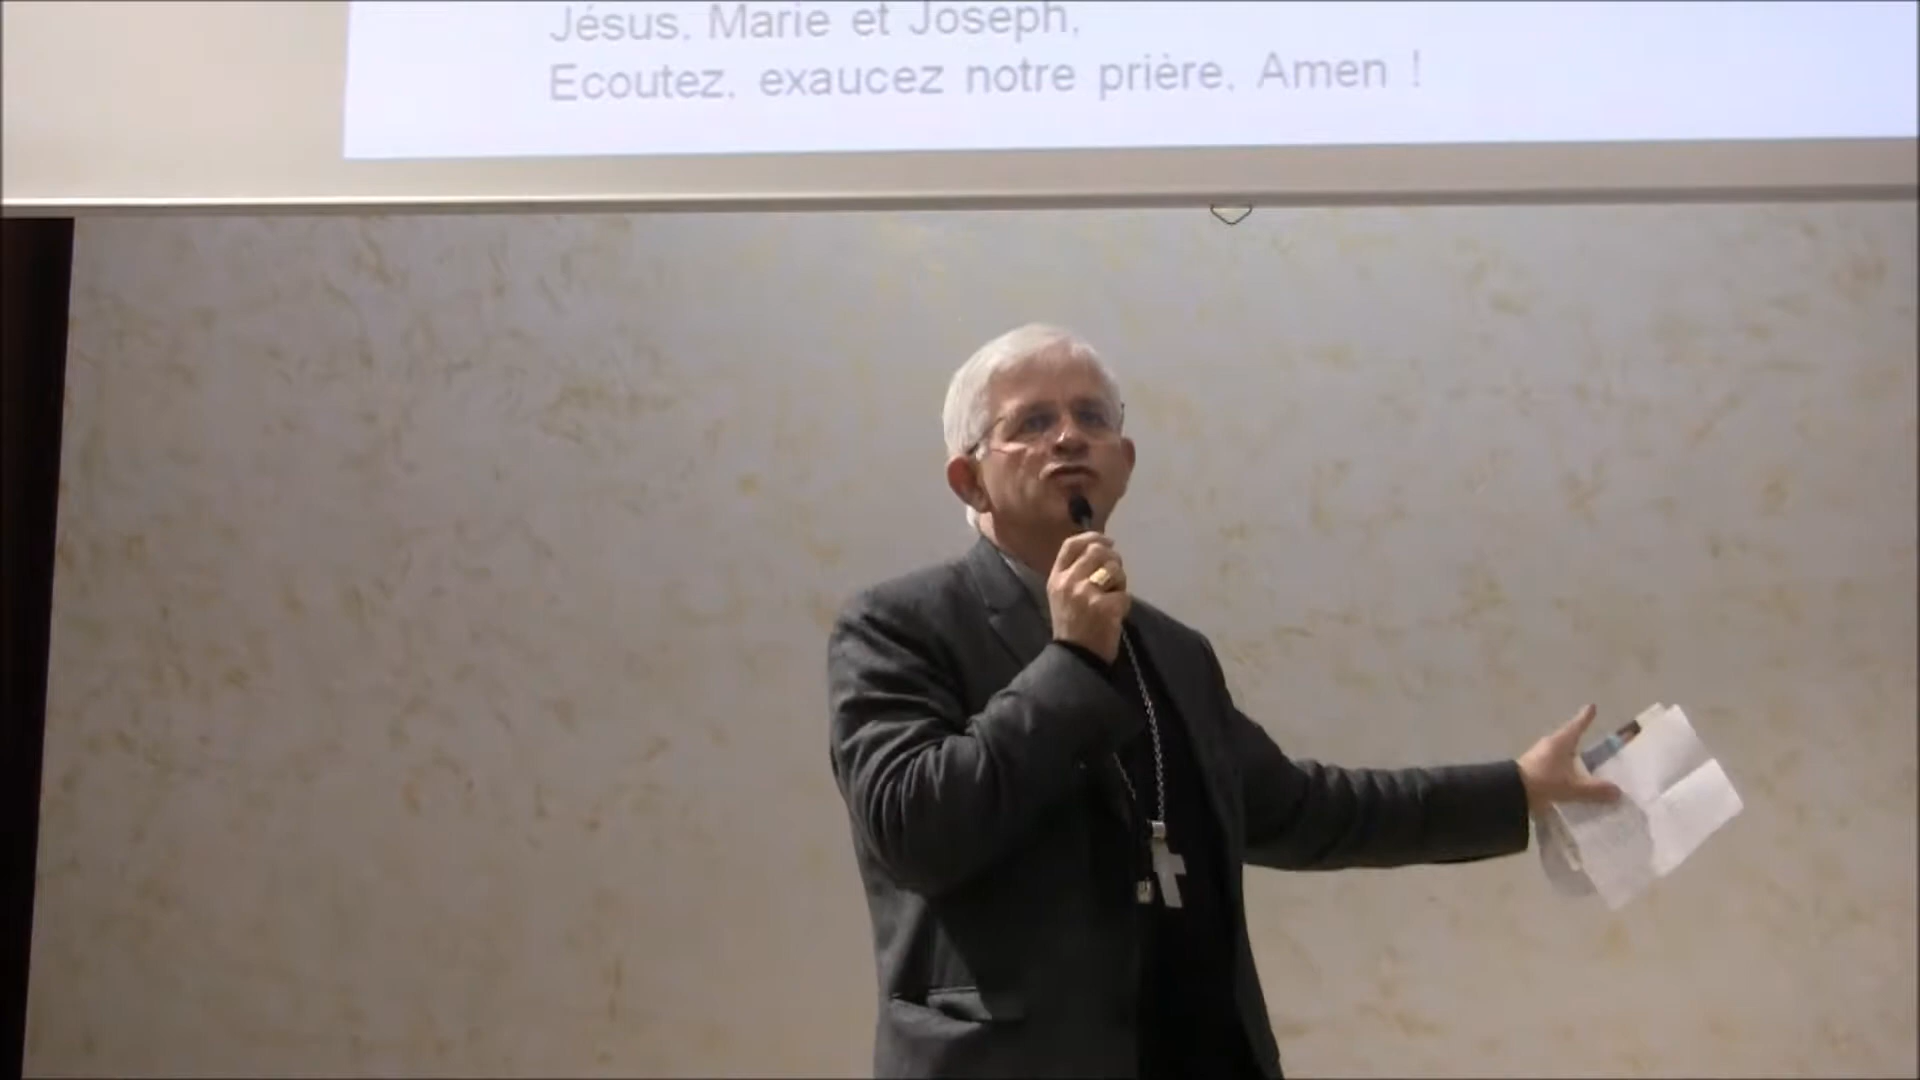 Jésus, Marie et Joseph,
Ecoutez, exaucez notre prière, Amen !